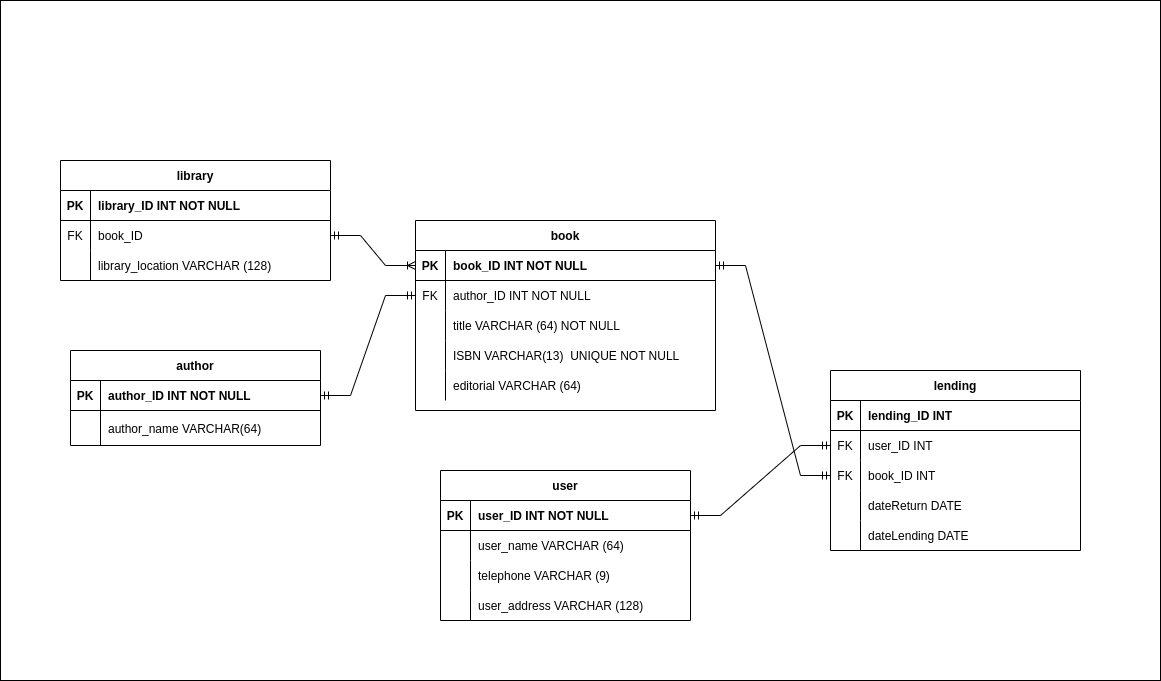 library
PK library_ID INT NOT NULL
FK book_ID
library_location VARCHAR (128)
author
PK author_ID INT NOT NULL
author_name VARCHAR(64)
book
PK book_ID INT NOT NULL
FK author_ID INT NOT NULL
title VARCHAR (64) NOT NULL
ISBN VARCHAR(13)  UNIQUE NOT NULL
editorial VARCHAR (64)
user
PK user_ID INT NOT NULL
user_name VARCHAR (64)
telephone VARCHAR (9)
user_address VARCHAR (128)
lending
PK lending_ID INT
FK user_ID INT
FK book_ID INT
dateReturn DATE
dateLending DATE